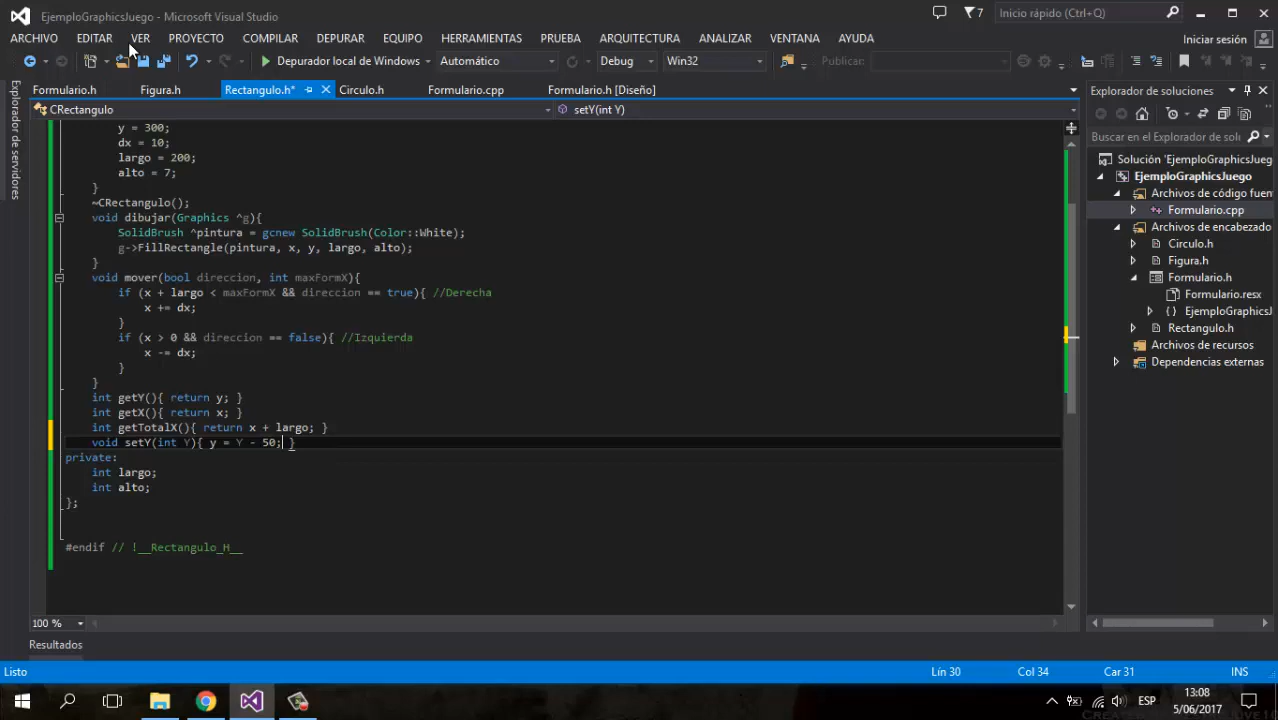 EjemploGraphicsJuego - Microsoft Visual Studio
7
Inicio rápido (Ctrl+Q)
ARCHIVO EDITAR VER PROYECTO COMPILAR DEPURAR EQUIPO HERRAMIENTAS PRUEBA ARQUITECTURA ANALIZAR VENTANA AYUDA
Iniciar sesión
Depurador local de Windows Automático Debug Win32 Publicar:
Formulario.h Figura.h Rectangulo.h* Circulo.h Formulario.cpp Formulario.h [Diseño]
CRectangulo setY(int Y)
Explorador de servidores
y = 300;
dx = 10;
largo = 200;
alto = 7;
}
~CRectangulo();
void dibujar(Graphics ^g){
SolidBrush ^pintura = gcnew SolidBrush(Color::White);
g->FillRectangle(pintura, x, y, largo, alto);
}
void mover(bool direccion, int maxFormX){
if (x + largo < maxFormX && direccion == true){ //Derecha
x += dx;
}
if (x > 0 && direccion == false){ //Izquierda
x -= dx;
}
}
int getY(){ return y; }
int getX(){ return x; }
int getTotalX(){ return x + largo; }
void setY(int Y){ y = Y - 50; }
private:
int largo;
int alto;
};
#endif // !__Rectangulo_H__
100 %
Resultados
Explorador de soluciones
Buscar en el Explorador de soluc
Solución 'EjemploGraphicsJueg
EjemploGraphicsJuego
Archivos de código fuen
Formulario.cpp
Archivos de encabezado
Circulo.h
Figura.h
Formulario.h
Formulario.resx
EjemploGraphicsJ
Rectangulo.h
Archivos de recursos
Dependencias externas
Listo Lín 30 Col 34 Car 31 INS
ESP
13:08
5/06/2017